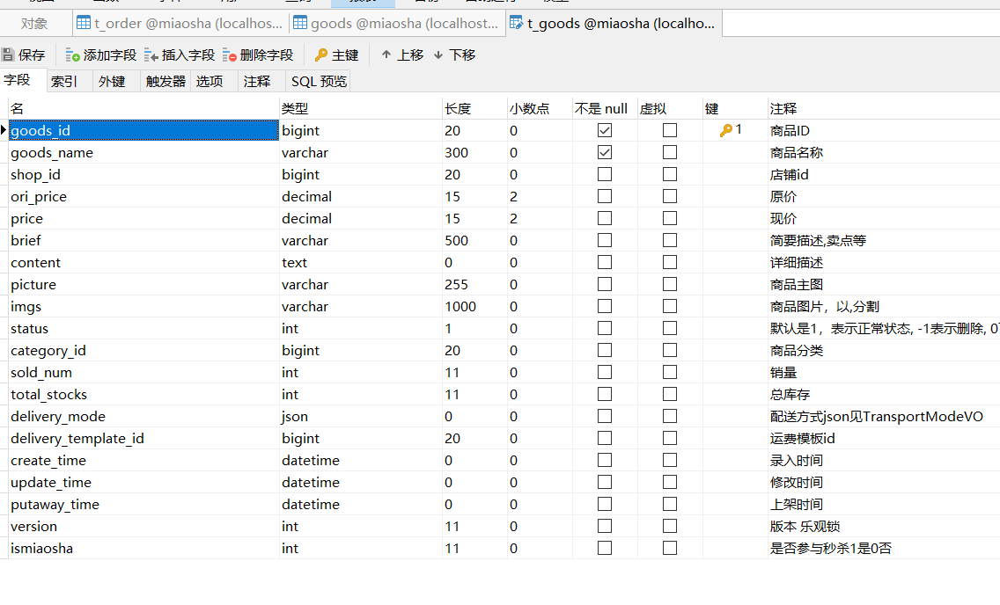 对象 t_order @miaosha (localhos... goods @miaosha (localhost... t_goods @miaosha (localho...
保存 添加字段 插入字段 删除字段 主键 上移 下移
字段 索引 外键 触发器 选项 注释 SQL 预览
名 类型 长度 小数点 不是 null 虚拟 键 注释
goods_id bigint 20 0 1 商品ID
goods_name varchar 300 0 商品名称
shop_id bigint 20 0 店铺id
ori_price decimal 15 2 原价
price decimal 15 2 现价
brief varchar 500 0 简要描述,卖点等
content text 0 0 详细描述
picture varchar 255 0 商品主图
imgs varchar 1000 0 商品图片，以,分割
status int 1 0 默认是1，表示正常状态, -1表示删除, 0
category_id bigint 20 0 商品分类
sold_num int 11 0 销量
total_stocks int 11 0 总库存
delivery_mode json 0 0 配送方式json见TransportModeVO
delivery_template_id bigint 20 0 运费模板id
create_time datetime 0 0 录入时间
update_time datetime 0 0 修改时间
putaway_time datetime 0 0 上架时间
version int 11 0 版本 乐观锁
ismiaosha int 11 0 是否参与秒杀1是0否